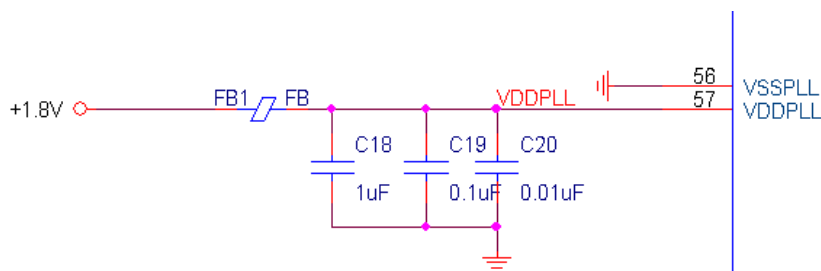 VDDPLL
56
VSSPLL
+1.8V
FB1
FB
57
VDDPLL
C18
C19
C20
1uF
0.1uF
0.01uF